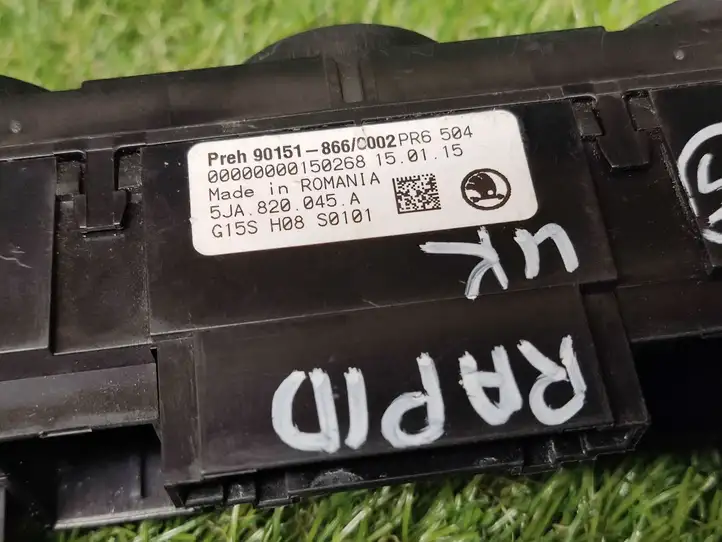 Preh 90151-866/0002 PR6 504
00000000150268 15.01.15
Made in ROMANIA
5JA.820.045.A
G15S H08 S0101
UK
RAPID